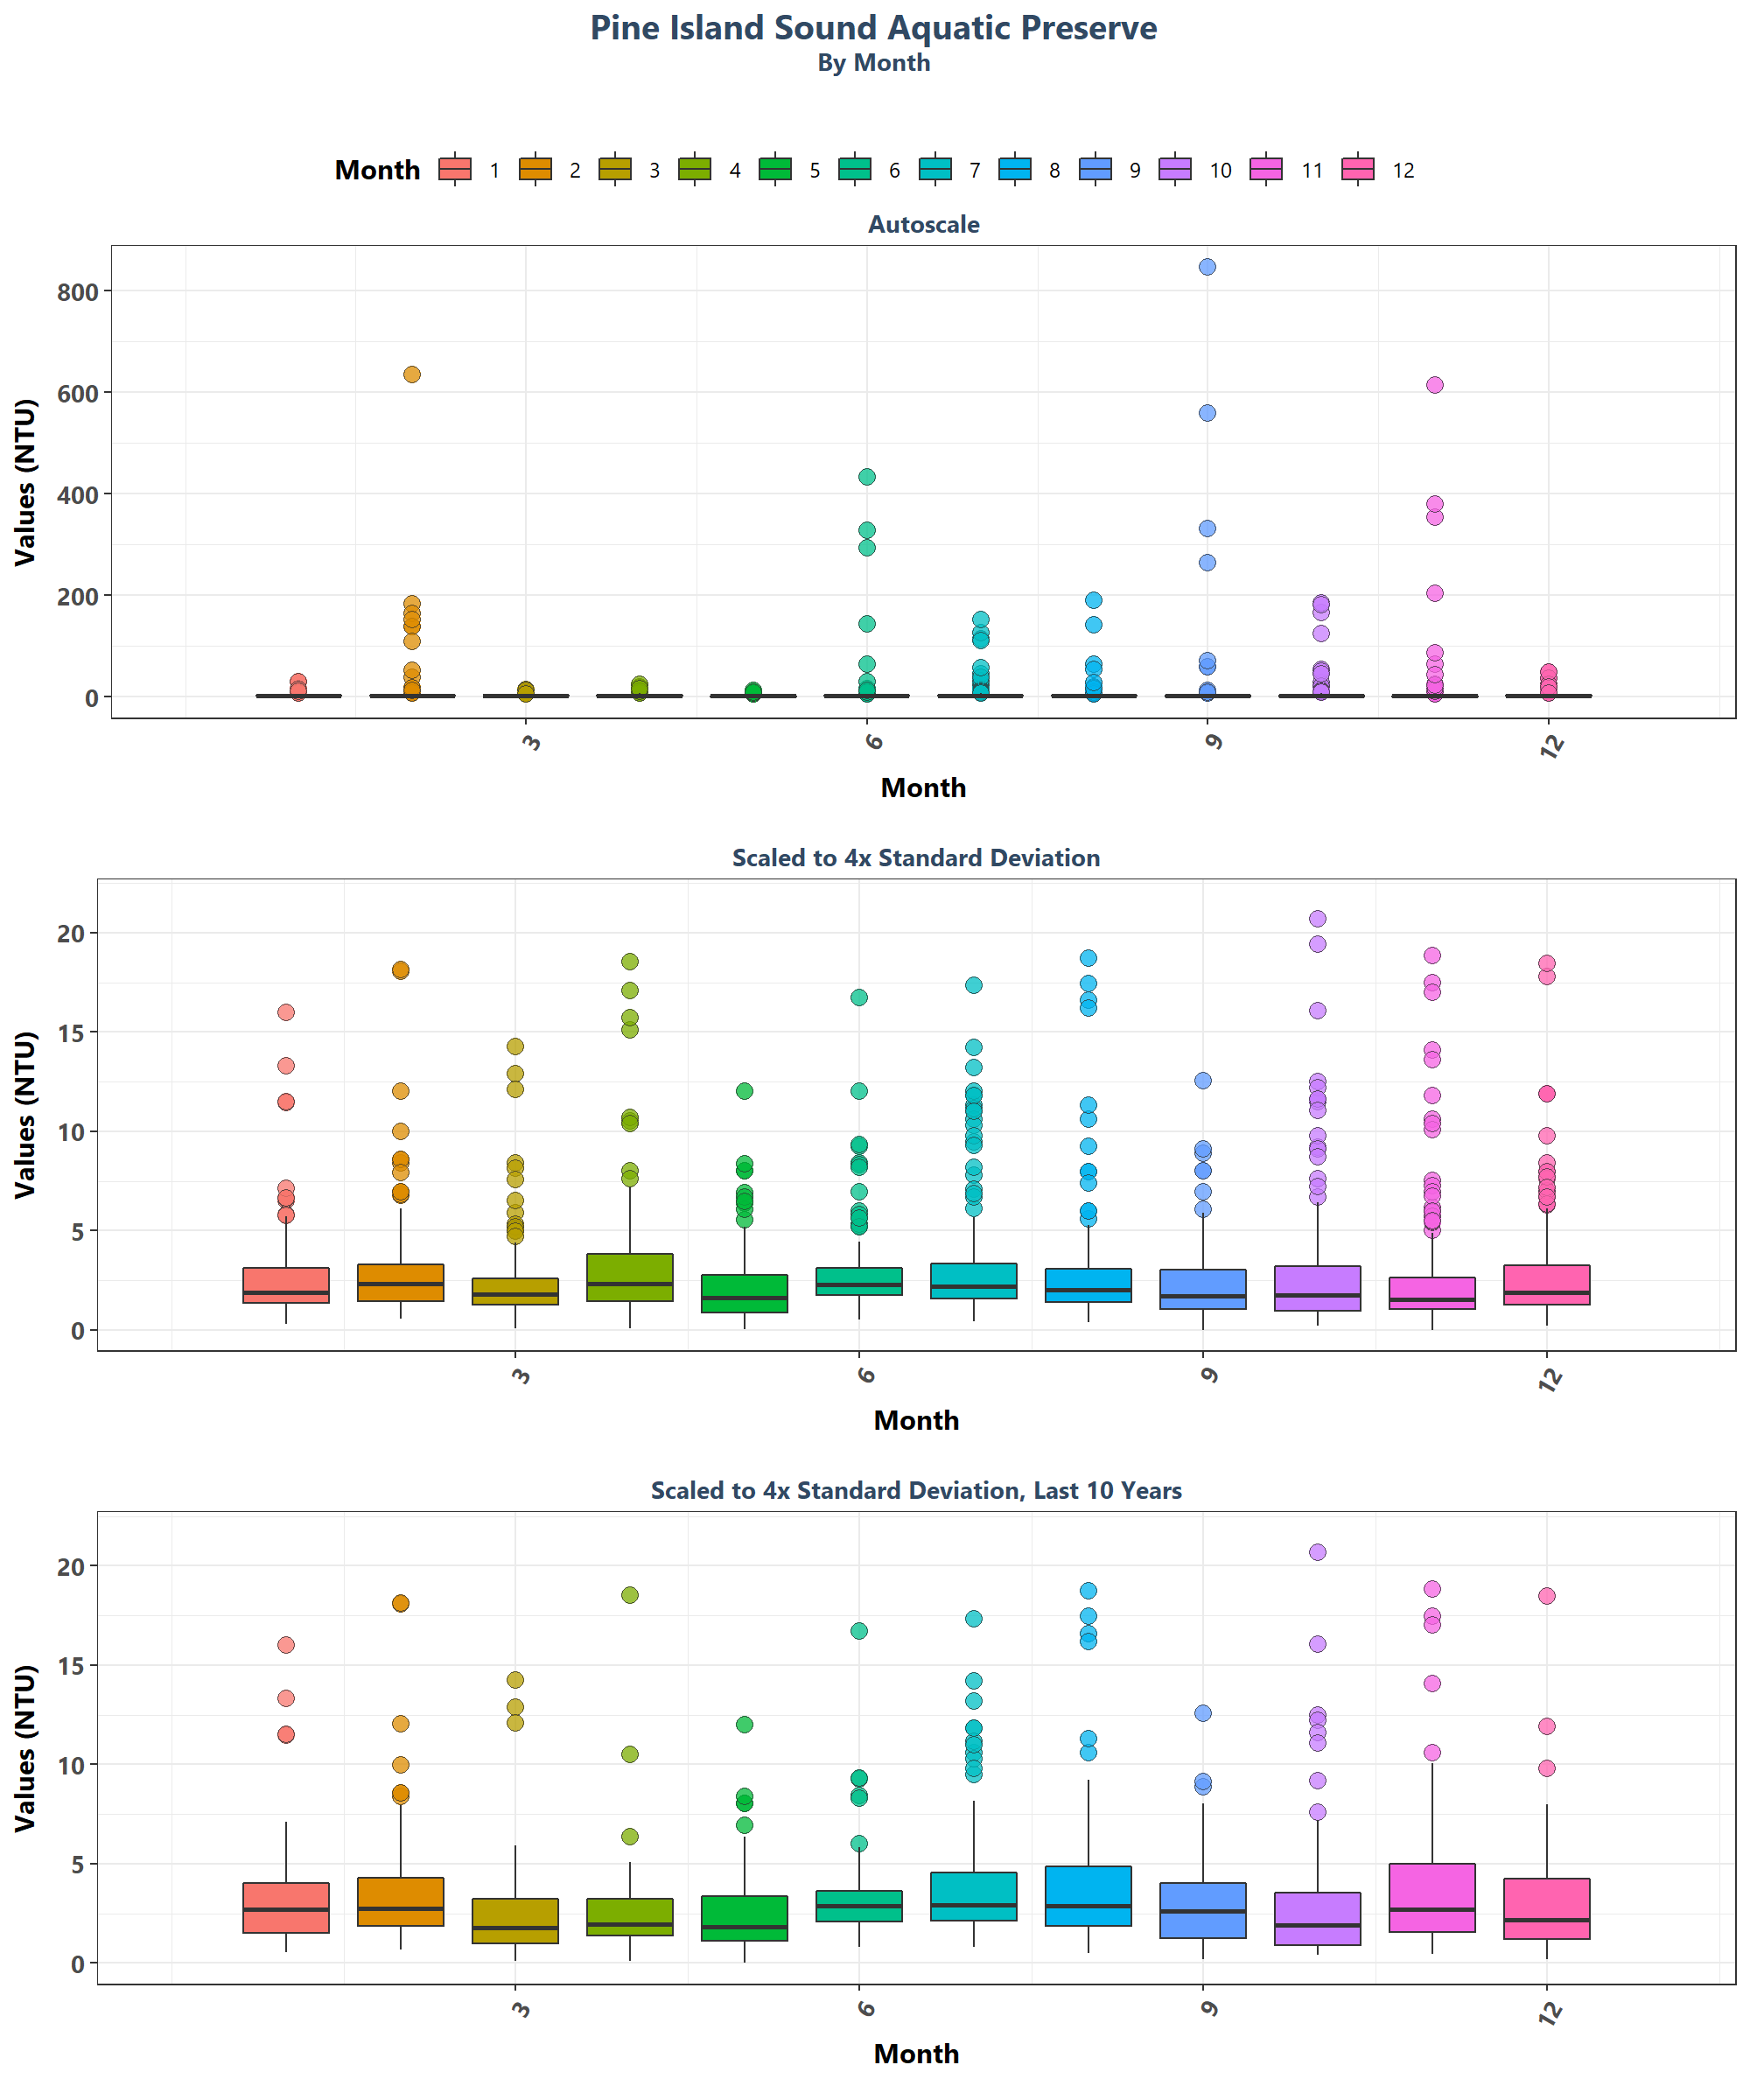 Pine Island Sound Aquatic Preserve
By Month
Month 1 2 3 4 5 6 7 8 9 10 11 12
Autoscale
Values (NTU)
800
600
400
200
0
3 6 9 12
Month
Scaled to 4x Standard Deviation
Values (NTU)
20
15
10
5
0
3 6 9 12
Month
Scaled to 4x Standard Deviation, Last 10 Years
Values (NTU)
20
15
10
5
0
3 6 9 12
Month